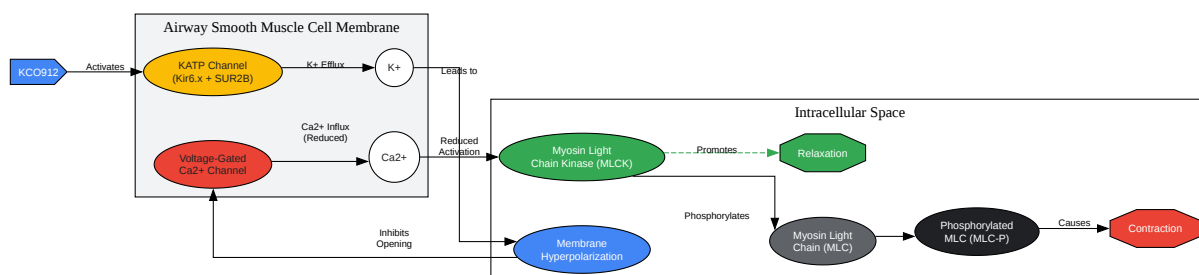 Airway Smooth Muscle Cell Membrane
KCO912
Activates
KATP Channel
(Kir6.x + SUR2B)
K+ Efflux
K+
Leads to
Voltage-Gated
Ca2+ Channel
Ca2+ Influx
(Reduced)
Ca2+
Reduced
Activation
Intracellular Space
Myosin Light
Chain Kinase (MLCK)
Promotes
Relaxation
Phosphorylates
Myosin Light
Chain (MLC)
Phosphorylated
MLC (MLC-P)
Causes
Contraction
Inhibits
Opening
Membrane
Hyperpolarization